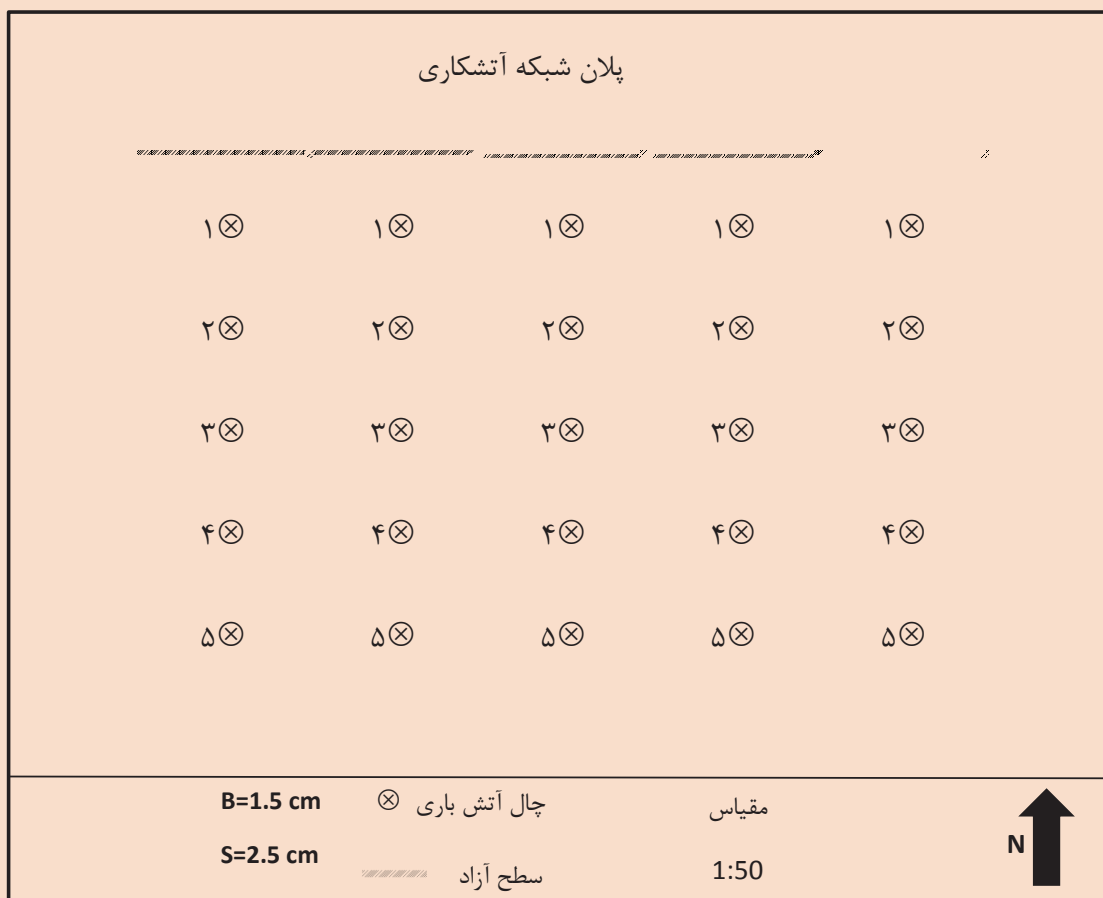 پلان شبکه آتشکاری
۱ ۱ ۱ ۱ ۱
۲ ۲ ۲ ۲ ۲
۳ ۳ ۳ ۳ ۳
۴ ۴ ۴ ۴ ۴
۵ ۵ ۵ ۵ ۵
B=1.5 cm
S=2.5 cm
چال آتش باری
سطح آزاد
مقیاس
1:50
N